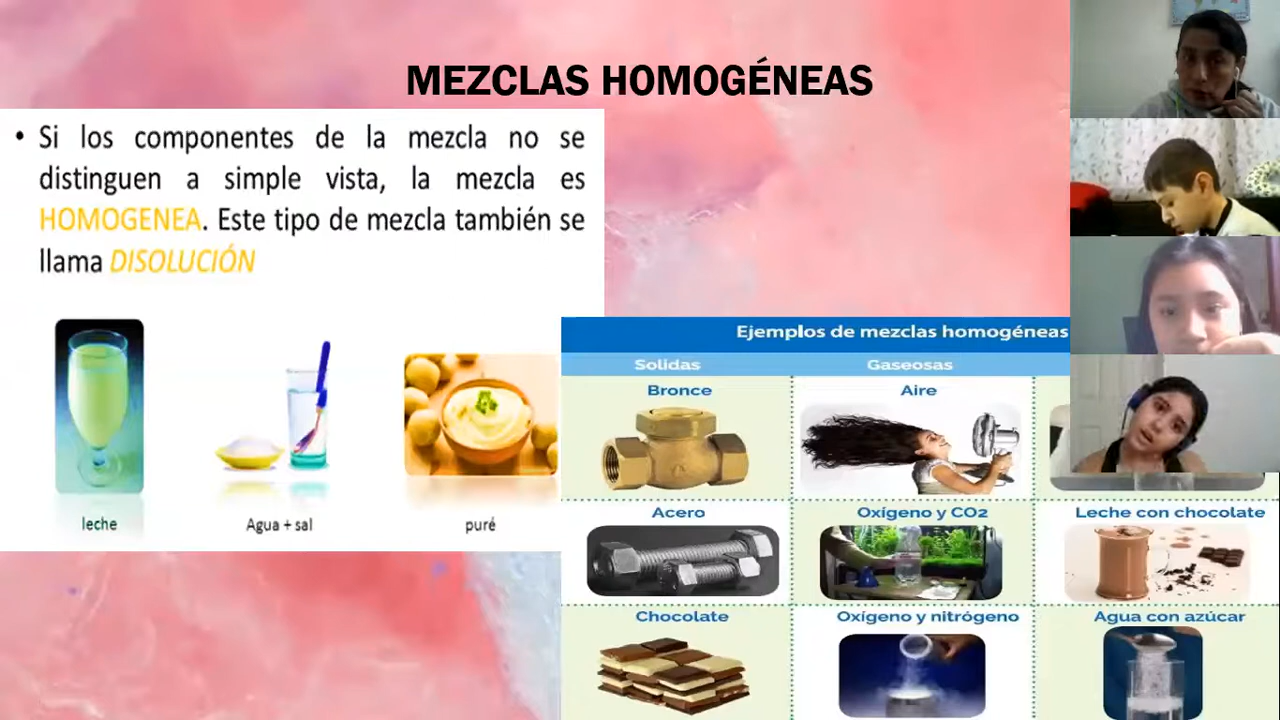 MEZCLAS HOMOGÉNEAS
• Si los componentes de la mezcla no se
distinguen a simple vista, la mezcla es
HOMOGENEA. Este tipo de mezcla también se
llama DISOLUCIÓN
leche
Agua + sal
puré
Ejemplos de mezclas homogéneas
Solidas
Gaseosas
Bronce
Aire
Acero
Oxígeno y CO2
Leche con chocolate
Chocolate
Oxígeno y nitrógeno
Agua con azúcar